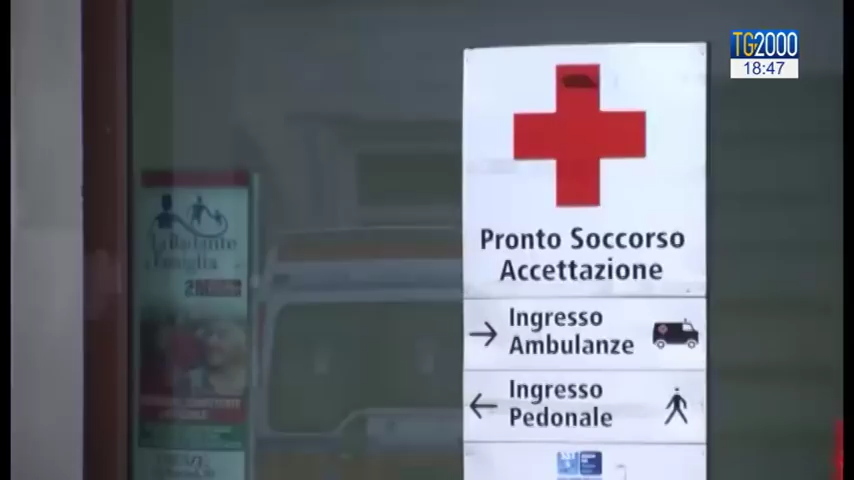 TG2000
18:47
Pronto Soccorso
Accettazione
Ingresso
Ambulanze
Ingresso
Pedonale